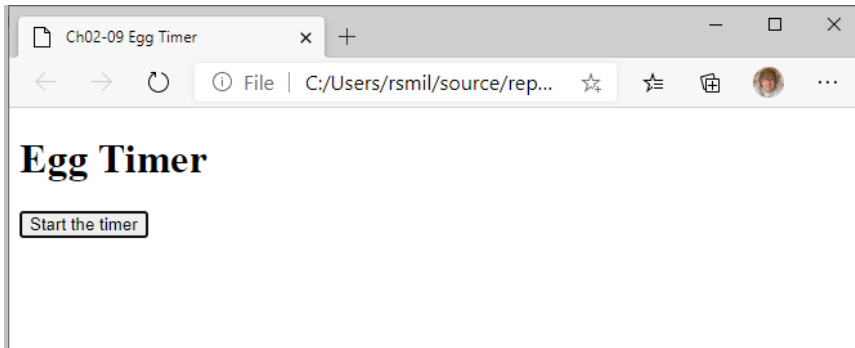 Ch02-09 Egg Timer
File C:/Users/rsmil/source/rep...
Egg Timer
Start the timer